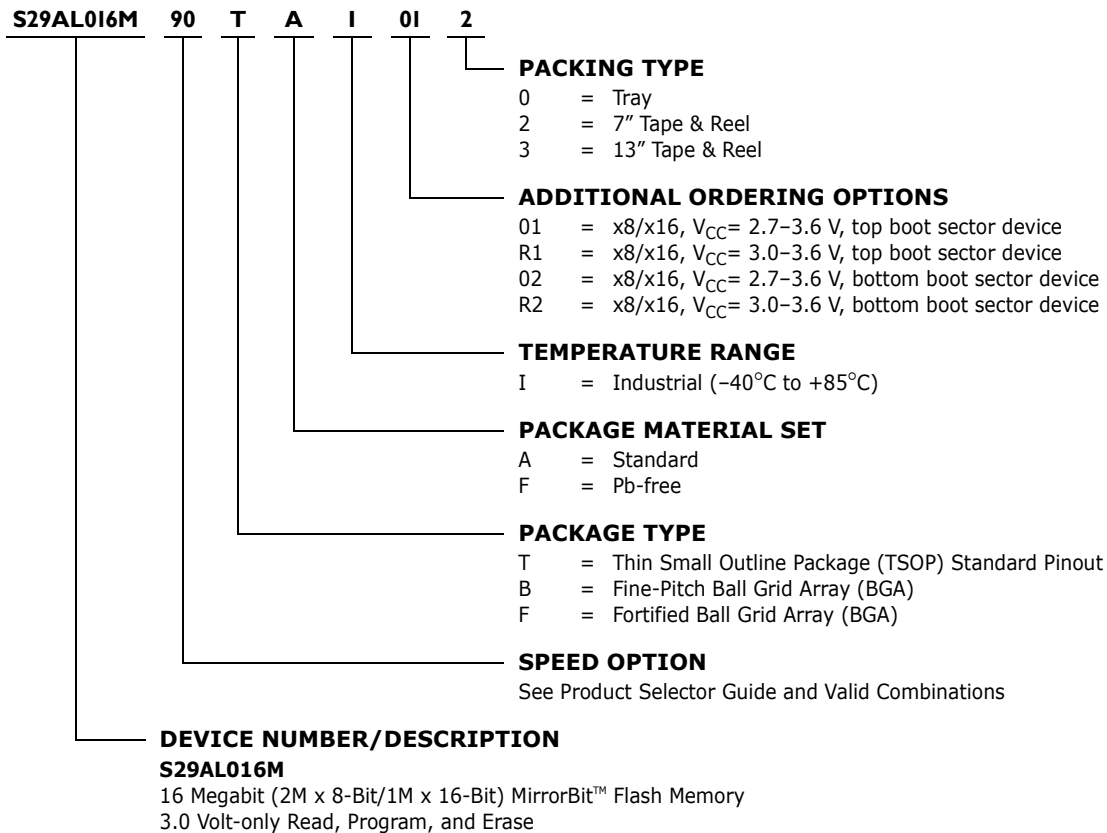 S29AL016M 90 T A I 01 2
PACKING TYPE
0 = Tray
2 = 7″ Tape & Reel
3 = 13″ Tape & Reel
ADDITIONAL ORDERING OPTIONS
01 = x8/x16, VCC= 2.7–3.6 V, top boot sector device
R1 = x8/x16, VCC= 3.0–3.6 V, top boot sector device
02 = x8/x16, VCC= 2.7–3.6 V, bottom boot sector device
R2 = x8/x16, VCC= 3.0–3.6 V, bottom boot sector device
TEMPERATURE RANGE
I = Industrial (–40°C to +85°C)
PACKAGE MATERIAL SET
A = Standard
F = Pb-free
PACKAGE TYPE
T = Thin Small Outline Package (TSOP) Standard Pinout
B = Fine-Pitch Ball Grid Array (BGA)
F = Fortified Ball Grid Array (BGA)
SPEED OPTION
See Product Selector Guide and Valid Combinations
DEVICE NUMBER/DESCRIPTION
S29AL016M
16 Megabit (2M x 8-Bit/1M x 16-Bit) MirrorBit™ Flash Memory
3.0 Volt-only Read, Program, and Erase